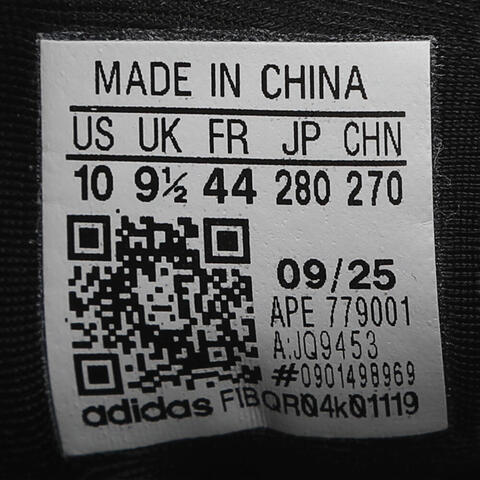 MADE IN CHINA
US UK FR JP CHN
10 9½ 44 280 270
09/25
APE 779001
A:JQ9453
#0901498969
adidas F1BQR04k01119